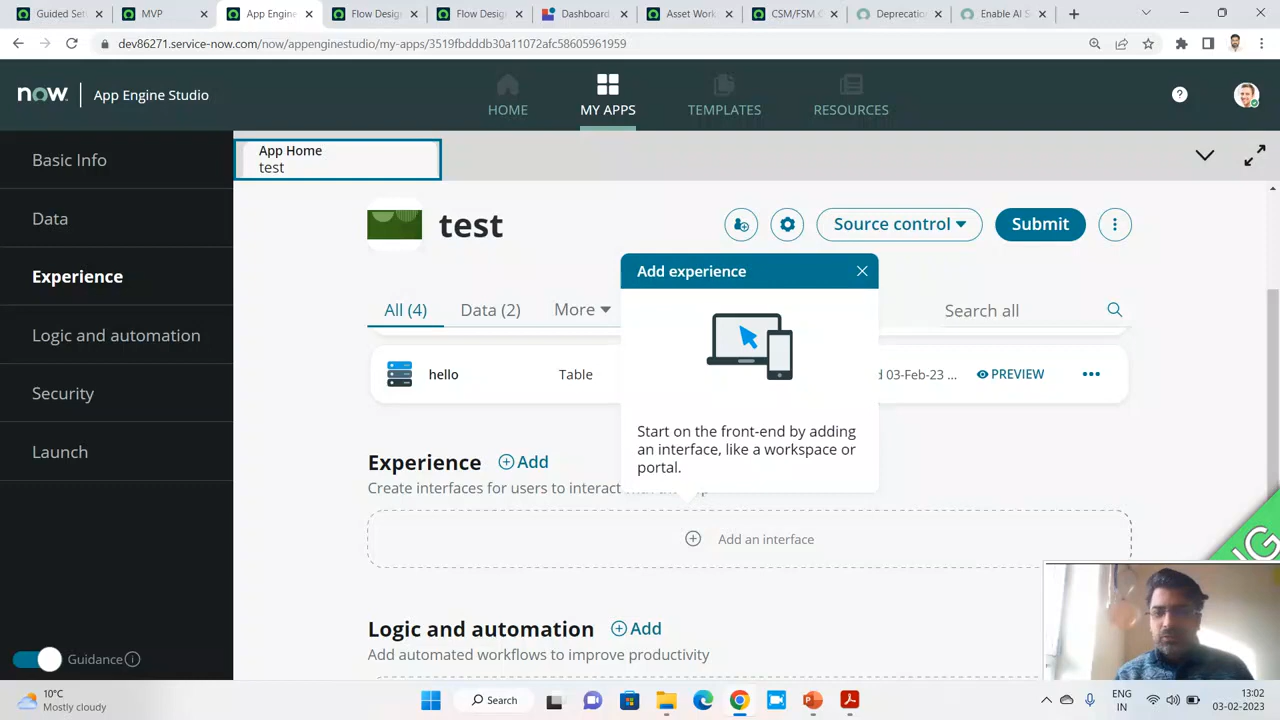 Guided Set
MVP
App Engine
Flow Desig
Flow Desig
Dashboard
Asset Work
CSM/FSM C
Deprecatio
Enable AI S
dev86271.service-now.com/now/appenginestudio/my-apps/3519fbdddb30a11072afc58605961959
now
App Engine Studio
HOME
MY APPS
TEMPLATES
RESOURCES
Basic Info
Data
Experience
Logic and automation
Security
Launch
Guidance
App Home
test
test
Source control
Submit
All (4)
Data (2)
More
Search all
Add experience
Start on the front-end by adding
an interface, like a workspace or
portal.
hello
Table
d 03-Feb-23 ...
PREVIEW
Experience
Add
Create interfaces for users to interact
Add an interface
Logic and automation
Add
Add automated workflows to improve productivity
10°C
Mostly cloudy
Search
ENG
IN
13:02
03-02-2023